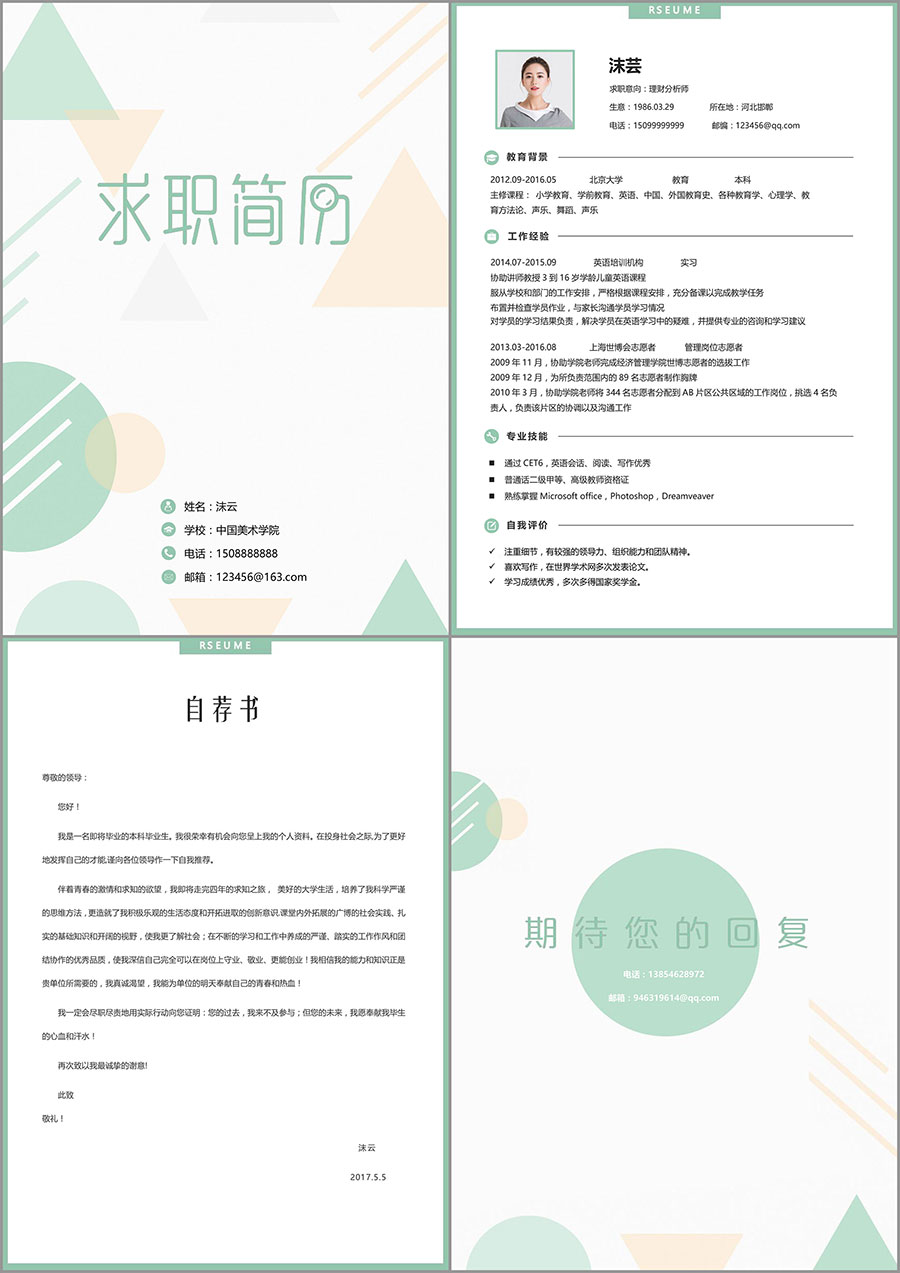 求职简历
姓名：沫云
学校：中国美术学院
电话：1508888888
邮箱：123456@163.com
RSEUME
沫芸
求职意向：理财分析师
生意：1986.03.29 所在地：河北邯郸
电话：15099999999 邮编：123456@qq.com
教育背景
2012.09-2016.05 北京大学 教育 本科
主修课程： 小学教育、学前教育、英语、中国、外国教育史、各种教育学、心理学、教
育方法论、声乐、舞蹈、声乐
工作经验
2014.07-2015.09 英语培训机构 实习
协助讲师教授 3 到 16 岁学龄儿童英语课程
服从学校和部门的工作安排，严格根据课程安排，充分备课以完成教学任务
布置并检查学员作业，与家长沟通学员学习情况
对学员的学习结果负责，解决学员在英语学习中的疑难，并提供专业的咨询和学习建议
2013.03-2016.08 上海世博会志愿者 管理岗位志愿者
2009 年 11 月，协助学院老师完成经济管理学院世博志愿者的选拔工作
2009 年 12 月，为所负责范围内的 89 名志愿者制作胸牌
2010 年 3 月，协助学院老师将 344 名志愿者分配到 AB 片区公共区域的工作岗位，挑选 4 名负
责人，负责该片区的协调以及沟通工作
专业技能
■ 通过 CET6，英语会话、阅读、写作优秀
■ 普通话二级甲等、高级教师资格证
■ 熟练掌握 Microsoft office，Photoshop，Dreamveaver
自我评价
✓ 注重细节，有较强的领导力、组织能力和团队精神。
✓ 喜欢写作，在世界学术网多次发表论文。
✓ 学习成绩优秀，多次多得国家奖学金。
RSEUME
自荐书
尊敬的领导：
您好！
我是一名即将毕业的本科毕业生。我很荣幸有机会向您呈上我的个人资料。在投身社会之际,为了更好
地发挥自己的才能,谨向各位领导作一下自我推荐。
伴着青春的激情和求知的欲望，我即将走完四年的求知之旅， 美好的大学生活，培养了我科学严谨
的思维方法，更造就了我积极乐观的生活态度和开拓进取的创新意识.课堂内外拓展的广博的社会实践、扎
实的基础知识和开阔的视野，使我更了解社会；在不断的学习和工作中养成的严谨、踏实的工作作风和团
结协作的优秀品质，使我深信自己完全可以在岗位上守业、敬业、更能创业！我相信我的能力和知识正是
贵单位所需要的，我真诚渴望，我能为单位的明天奉献自己的青春和热血！
我一定会尽职尽责地用实际行动向您证明：您的过去，我来不及参与；但您的未来，我愿奉献我毕生
的心血和汗水！
再次致以我最诚挚的谢意!
此致
敬礼！
沫云
2017.5.5
期待您的回复
电话：13854628972
邮箱：946319614@qq.com